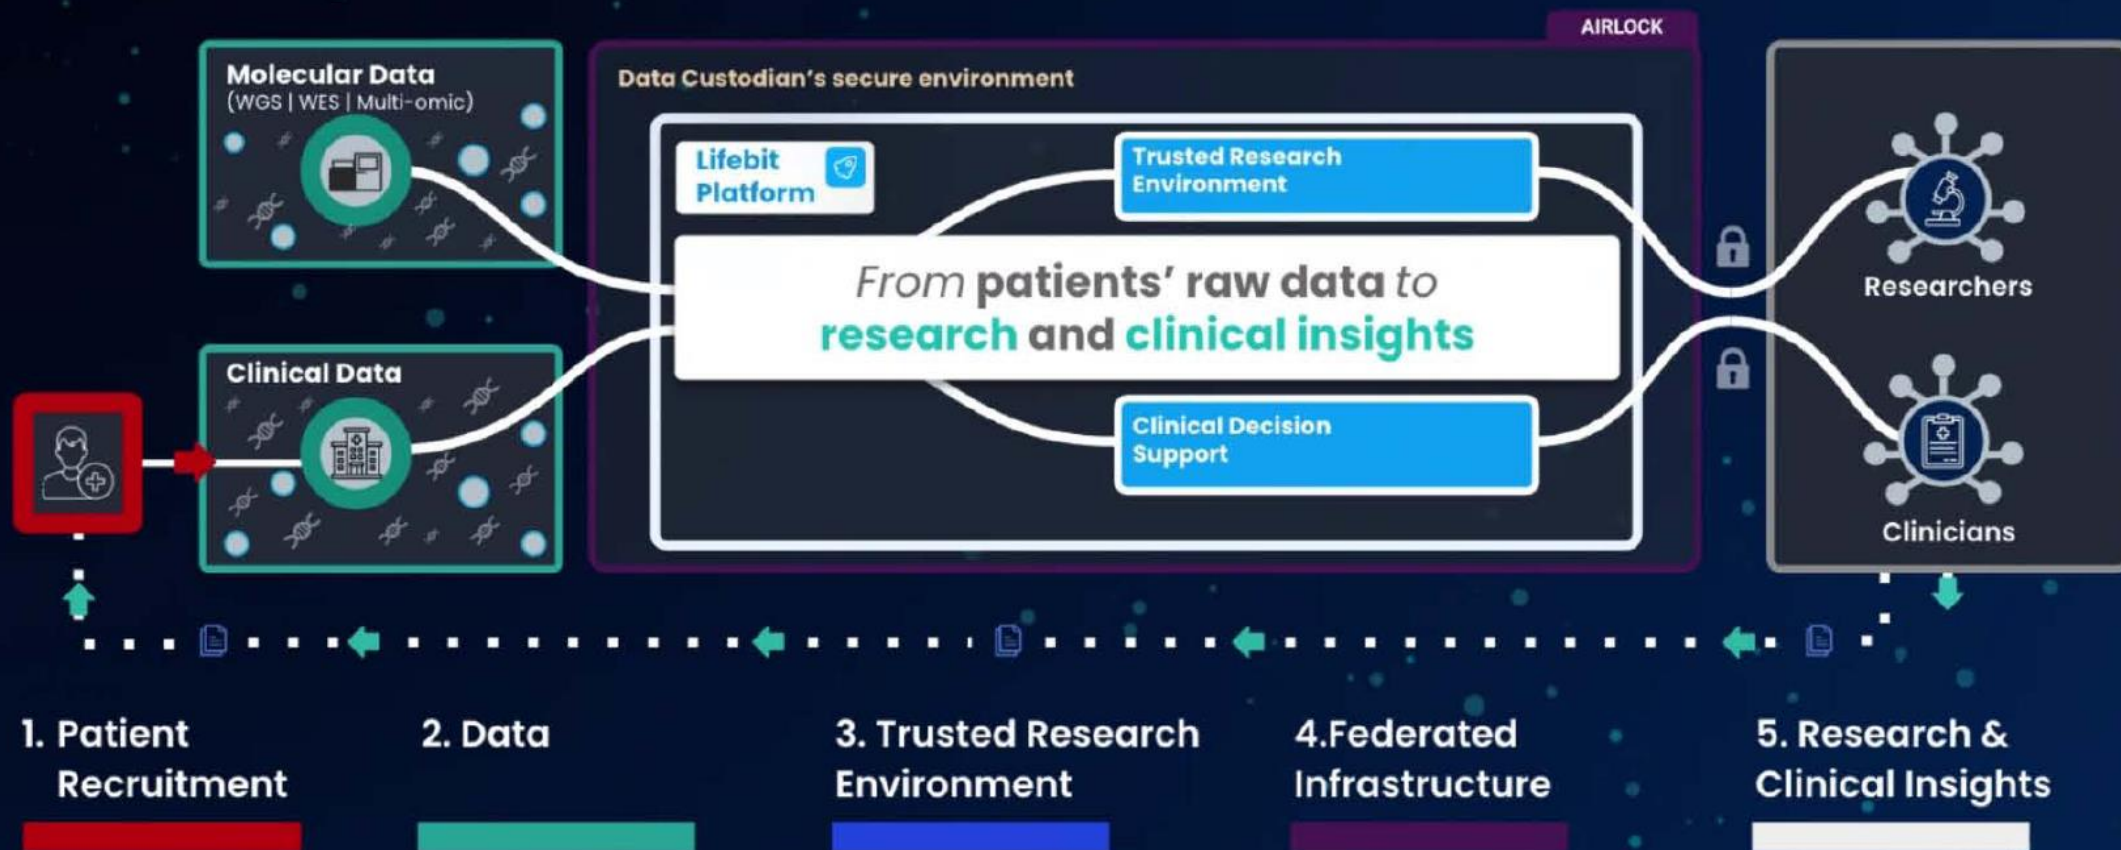 AIRLOCK
Molecular Data
(WGS | WES | Multi-omic)
Data Custodian's secure environment
Lifebit
Platform
Trusted Research
Environment
From patients' raw data to
research and clinical insights
Researchers
Clinical Data
Clinical Decision
Support
Clinicians
1. Patient
Recruitment
2. Data
3. Trusted Research
Environment
4.Federated
Infrastructure
5. Research &
Clinical Insights